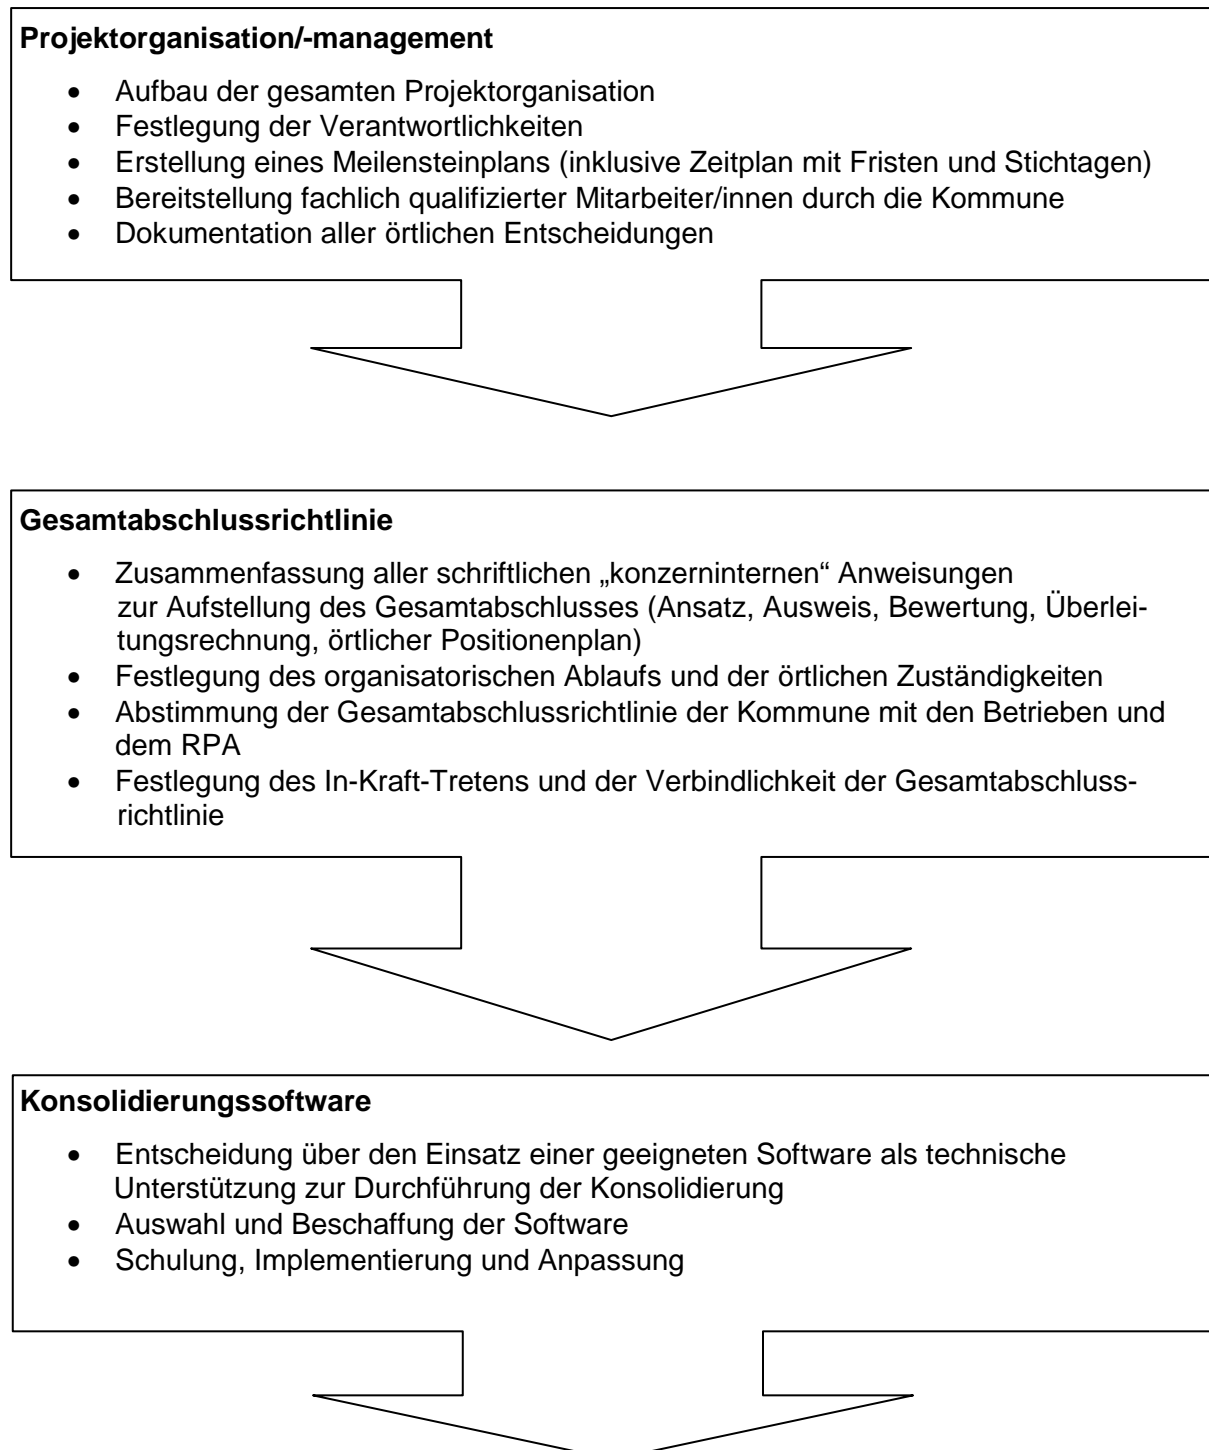 Projektorganisation/-management
• Aufbau der gesamten Projektorganisation
• Festlegung der Verantwortlichkeiten
• Erstellung eines Meilensteinplans (inklusive Zeitplan mit Fristen und Stichtagen)
• Bereitstellung fachlich qualifizierter Mitarbeiter/innen durch die Kommune
• Dokumentation aller örtlichen Entscheidungen
Gesamtabschlussrichtlinie
• Zusammenfassung aller schriftlichen „konzerninternen“ Anweisungen
zur Aufstellung des Gesamtabschlusses (Ansatz, Ausweis, Bewertung, Überlei-
tungsrechnung, örtlicher Positionenplan)
• Festlegung des organisatorischen Ablaufs und der örtlichen Zuständigkeiten
• Abstimmung der Gesamtabschlussrichtlinie der Kommune mit den Betrieben und
dem RPA
• Festlegung des In-Kraft-Tretens und der Verbindlichkeit der Gesamtabschluss-
richtlinie
Konsolidierungssoftware
• Entscheidung über den Einsatz einer geeigneten Software als technische
Unterstützung zur Durchführung der Konsolidierung
• Auswahl und Beschaffung der Software
• Schulung, Implementierung und Anpassung